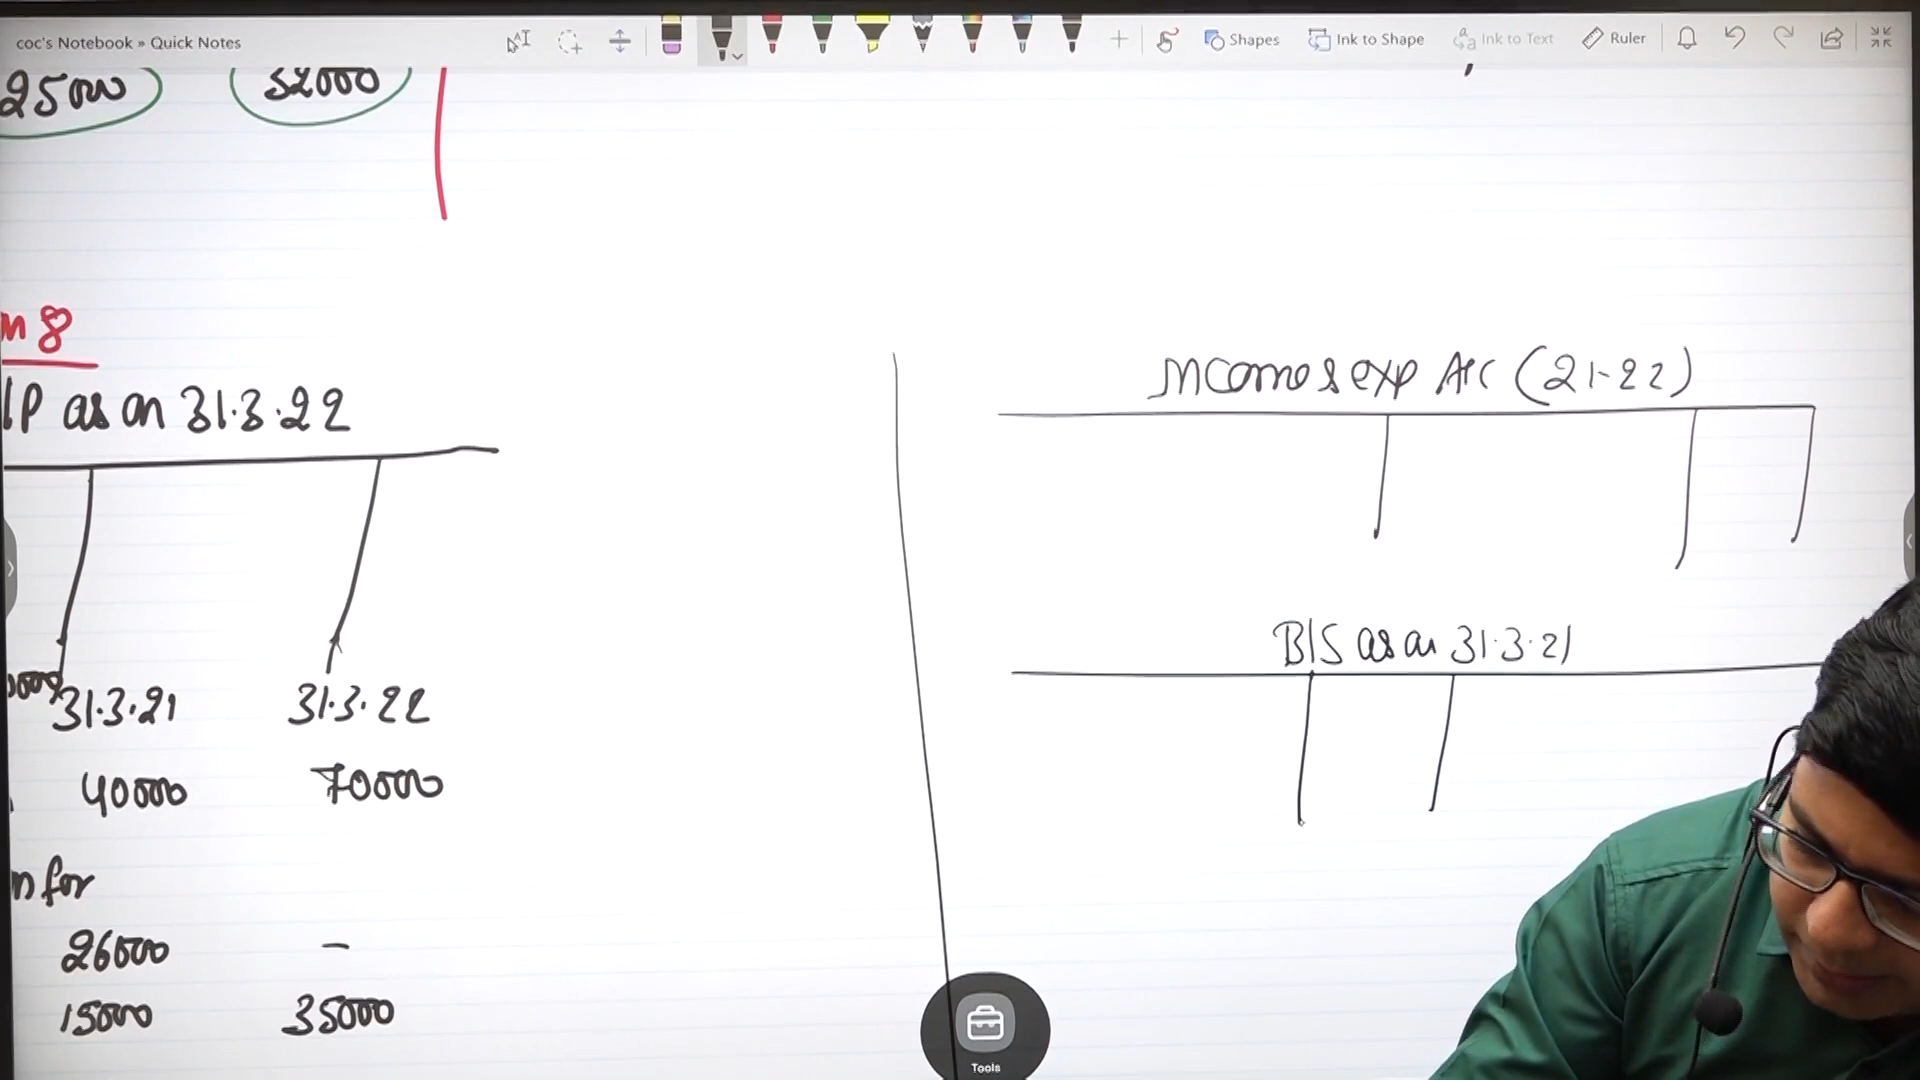 coc's Notebook » Quick Notes
Shapes
Ink to Shape
Ink to Text
Ruler
25000 32000
n 8
IP as on 31.3.22
31.3.21 31.3.22
40000 70000
n for
26000 -
15000 35000
Income & exp A/c (21-22)
B/S as on 31.3.21
Tools